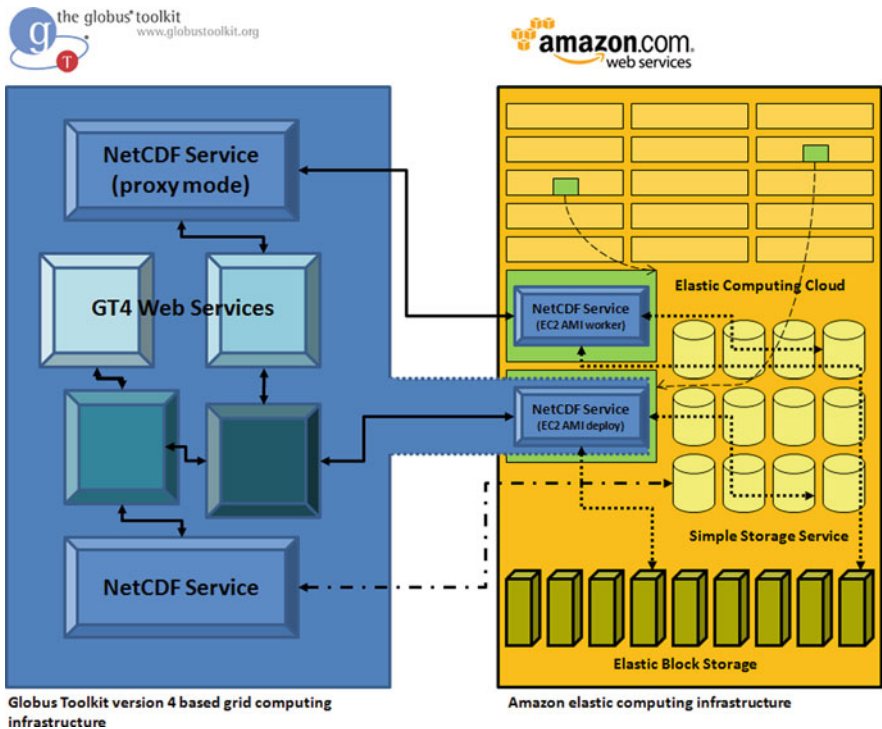 the globus® toolkit
www.globustoolkit.org
g
T
amazon.com.
web services
NetCDF Service
(proxy mode)
GT4 Web Services
NetCDF Service
Elastic Computing Cloud
NetCDF Service
(EC2 AMI worker)
NetCDF Service
(EC2 AMI deploy)
Simple Storage Service
Elastic Block Storage
Globus Toolkit version 4 based grid computing
infrastructure
Amazon elastic computing infrastructure